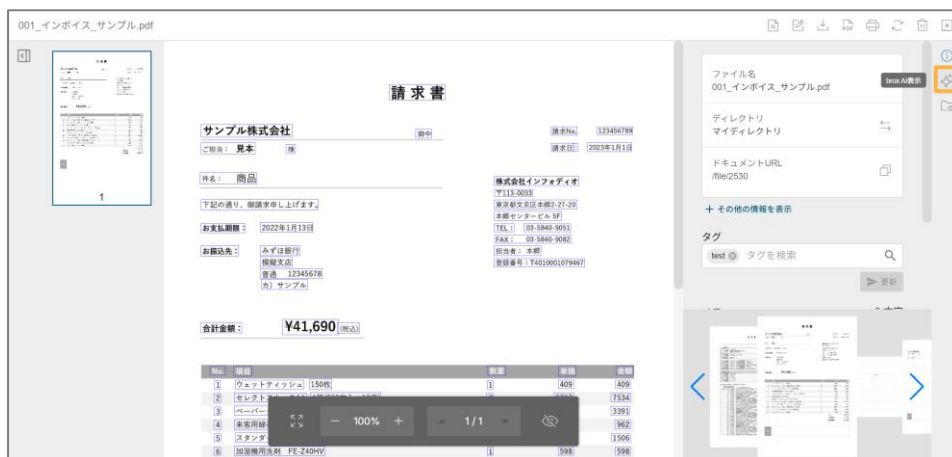 001_インボイス_サンプル.pdf
1
請求書
サンプル株式会社 御中
ご担当： 見本 様
請求No. 123456789
請求日 2023年1月1日
件名： 商品
下記の通り、御請求申し上げます。
お支払期限： 2022年1月13日
お振込先： みずほ銀行
模擬支店
普通 12345678
カ）サンプル
株式会社インフォディオ
〒113-0033
東京都文京区本郷2-27-20
本郷センタービル 5F
TEL： 03-5840-9051
FAX： 03-5840-9082
担当者： 本郷
登録番号：T4010001079467
合計金額： ¥41,690 (税込)
No. 項目 数量 単価 金額
1 ウェットティッシュ 150枚 1 409 409
2 セレクト 7534
3 ペーパー 3391
4 来客用緑 962
5 スタンダ 1506
6 加湿機用洗剤 FE-Z40HV 1 598 598
100%
1/1
ファイル名
001_インボイス_サンプル.pdf
brox AI表示
ディレクトリ
マイディレクトリ
ドキュメントURL
/file/2530
+ その他の情報を表示
タグ
test タグを検索
更新